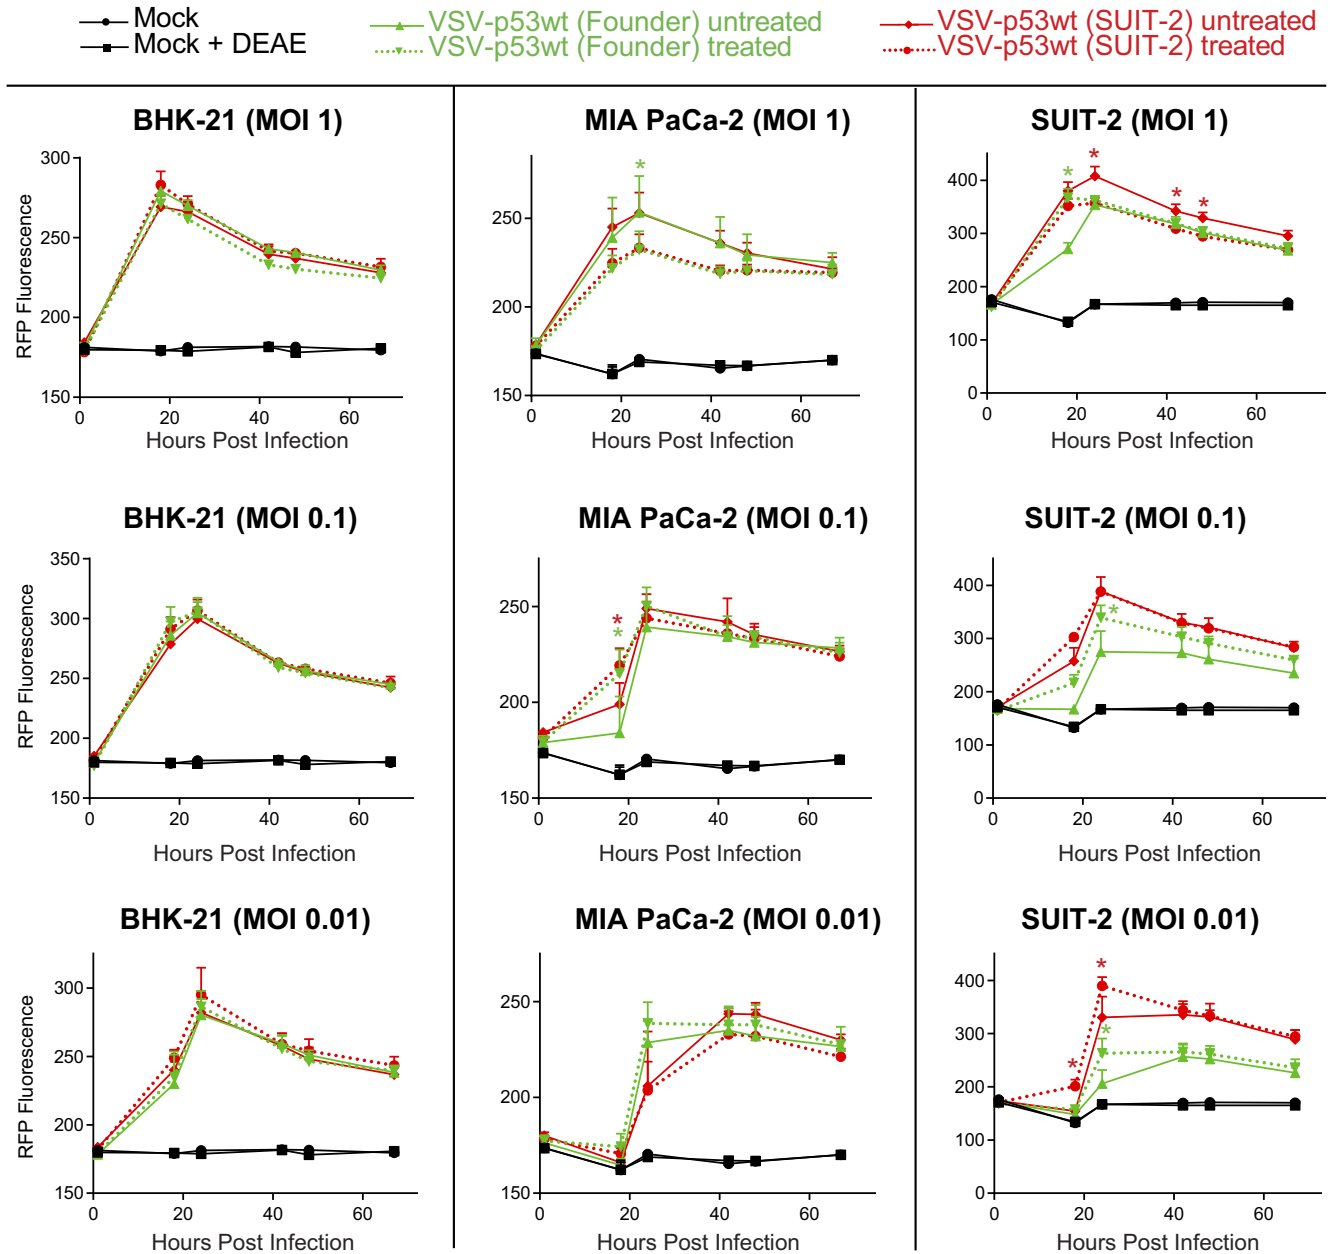 Mock
Mock + DEAE
VSV-p53wt (Founder) untreated
VSV-p53wt (Founder) treated
VSV-p53wt (SUIT-2) untreated
VSV-p53wt (SUIT-2) treated
BHK-21 (MOI 1)
MIA PaCa-2 (MOI 1)
SUIT-2 (MOI 1)
RFP Fluorescence
300
250
200
150
0 20 40 60
Hours Post Infection
*
250
200
150
0 20 40 60
Hours Post Infection
* * * *
400
300
200
100
0
0 20 40 60
Hours Post Infection
BHK-21 (MOI 0.1)
MIA PaCa-2 (MOI 0.1)
SUIT-2 (MOI 0.1)
RFP Fluorescence
350
300
250
200
150
0 20 40 60
Hours Post Infection
*
*
250
200
150
0 20 40 60
Hours Post Infection
*
400
300
200
100
0
0 20 40 60
Hours Post Infection
BHK-21 (MOI 0.01)
MIA PaCa-2 (MOI 0.01)
SUIT-2 (MOI 0.01)
RFP Fluorescence
300
250
200
150
0 20 40 60
Hours Post Infection
250
200
150
0 20 40 60
Hours Post Infection
*
*
*
400
300
200
100
0
0 20 40 60
Hours Post Infection